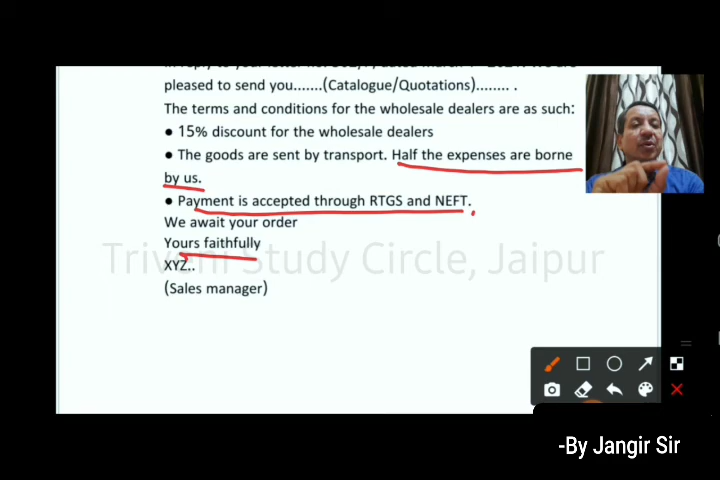 pleased to send you.......(Catalogue/Quotations)........ .
The terms and conditions for the wholesale dealers are as such:
● 15% discount for the wholesale dealers
● The goods are sent by transport. Half the expenses are borne
by us.
● Payment is accepted through RTGS and NEFT.
We await your order
Yours faithfully
Triveni Study Circle, Jaipur
XYZ..
(Sales manager)
-By Jangir Sir